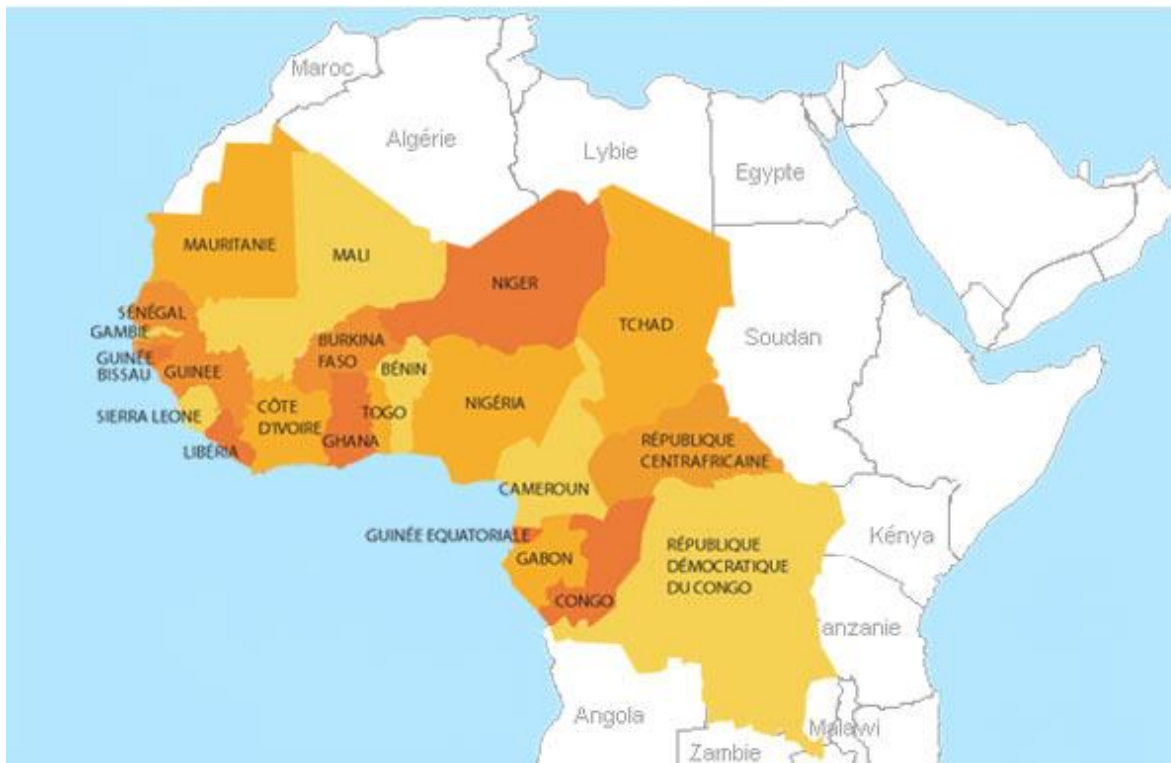 Maroc
Algérie
Lybie
Egypte
MAURITANIE
MALI
NIGER
TCHAD
Soudan
SÉNÉGAL
GAMBIE
GUINÉE
BISSAU
GUINEE
BURKINA
FASO
BÉNIN
SIERRA LEONE
CÔTE
D'IVOIRE
TOGO
NIGÉRIA
LIBÉRIA
GHANA
RÉPUBLIQUE
CENTRAFRICAINE
CAMEROUN
GUINÉE EQUATORIALE
GABON
CONGO
RÉPUBLIQUE
DÉMOCRATIQUE
DU CONGO
Kénya
anzanie
Angola
Malawi
Zambie